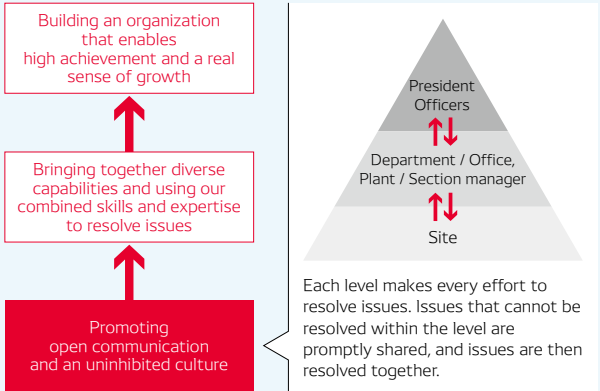 Building an organization
that enables
high achievement and a real
sense of growth
Bringing together diverse
capabilities and using our
combined skills and expertise
to resolve issues
Promoting
open communication
and an uninhibited culture
President
Officers
Department / Office,
Plant / Section manager
Site
Each level makes every effort to
resolve issues. Issues that cannot be
resolved within the level are
promptly shared, and issues are then
resolved together.